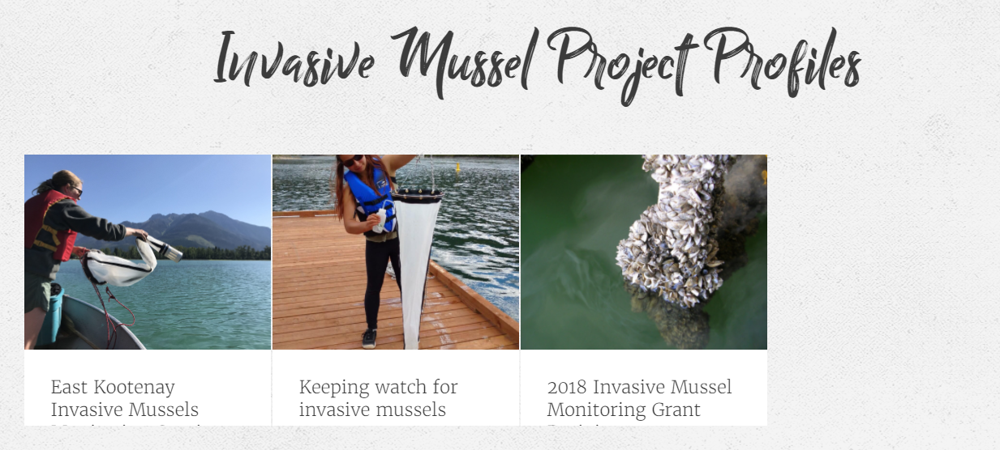 Invasive Mussel Project Profiles
East Kootenay
Invasive Mussels
Keeping watch for
invasive mussels
2018 Invasive Mussel
Monitoring Grant